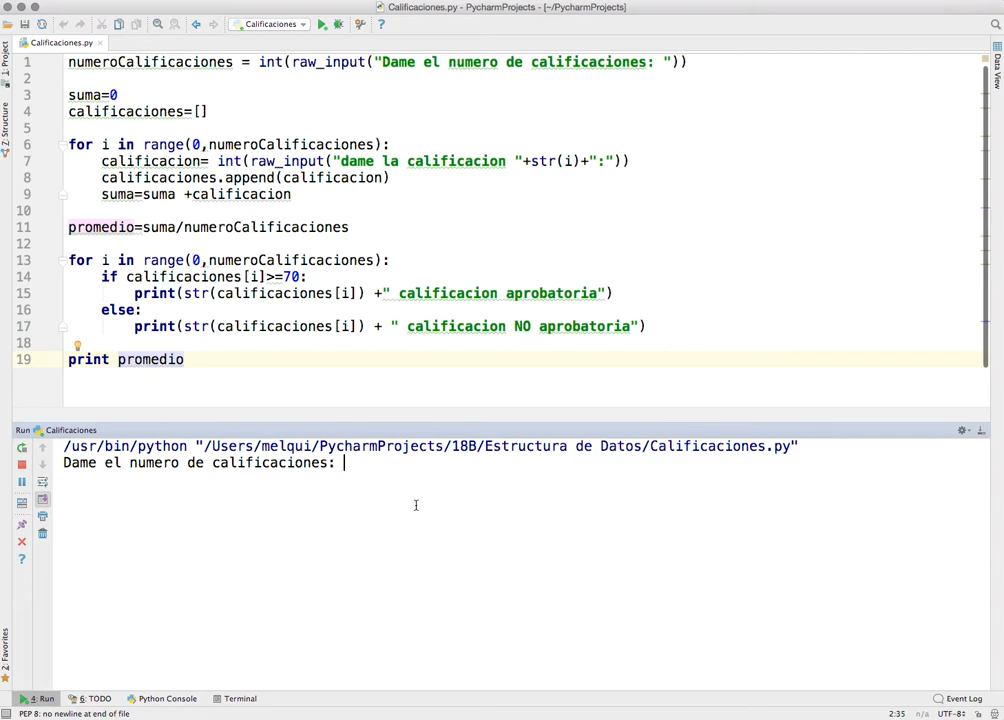 Calificaciones.py - PycharmProjects - [~/PycharmProjects]
Calificaciones
Calificaciones.py
1: Project
Z: Structure
2: Favorites
Data View
1 numeroCalificaciones = int(raw_input("Dame el numero de calificaciones: "))
2
3 suma=0
4 calificaciones=[]
5
6 for i in range(0,numeroCalificaciones):
7 calificacion= int(raw_input("dame la calificacion "+str(i)+":"))
8 calificaciones.append(calificacion)
9 suma=suma +calificacion
10
11 promedio=suma/numeroCalificaciones
12
13 for i in range(0,numeroCalificaciones):
14 if calificaciones[i]>=70:
15 print(str(calificaciones[i]) +" calificacion aprobatoria")
16 else:
17 print(str(calificaciones[i]) + " calificacion NO aprobatoria")
18
19 print promedio
Run Calificaciones
/usr/bin/python "/Users/melqui/PycharmProjects/18B/Estructura de Datos/Calificaciones.py"
Dame el numero de calificaciones:
4: Run 6: TODO Python Console Terminal Event Log
PEP 8: no newline at end of file 2:35 n/a UTF-8